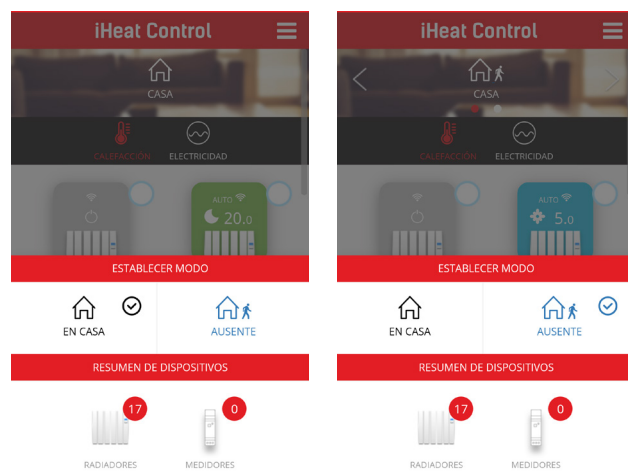 iHeat Control
CASA
CALEFACCIÓN ELECTRICIDAD
AUTO
20.0
ESTABLECER MODO
EN CASA AUSENTE
RESUMEN DE DISPOSITIVOS
17 0
RADIADORES MEDIDORES
iHeat Control
CASA
CALEFACCIÓN ELECTRICIDAD
AUTO
5.0
ESTABLECER MODO
EN CASA AUSENTE
RESUMEN DE DISPOSITIVOS
17 0
RADIADORES MEDIDORES